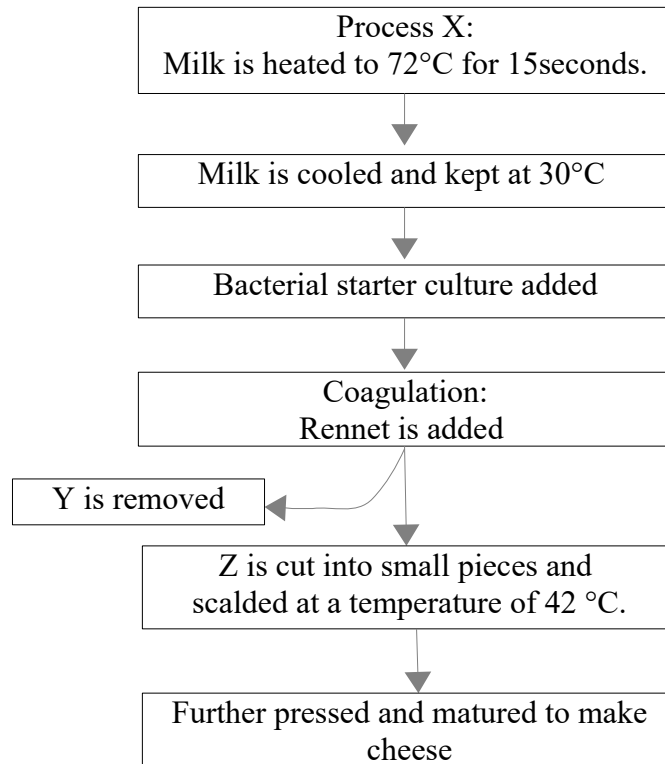 Process X:
Milk is heated to 72°C for 15seconds.
Milk is cooled and kept at 30°C
Bacterial starter culture added
Coagulation:
Rennet is added
Y is removed
Z is cut into small pieces and
scalded at a temperature of 42 °C.
Further pressed and matured to make
cheese